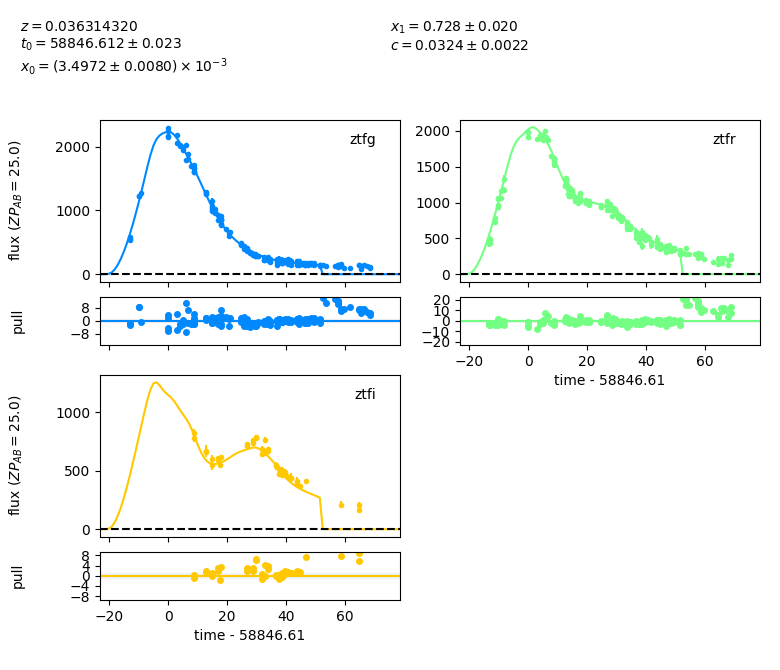 z = 0.036314320
t₀ = 58846.612 ± 0.023
x₀ = (3.4972 ± 0.0080) × 10⁻³
x₁ = 0.728 ± 0.020
c = 0.0324 ± 0.0022
flux (ZP_AB = 25.0)
2000
1000
0
ztfg
2000
1500
1000
500
0
ztfr
pull
8
0
−8
20
10
0
−10
−20
−20
0
20
40
60
time - 58846.61
flux (ZP_AB = 25.0)
1000
500
0
ztfi
pull
8
4
0
−4
−8
−20
0
20
40
60
time - 58846.61